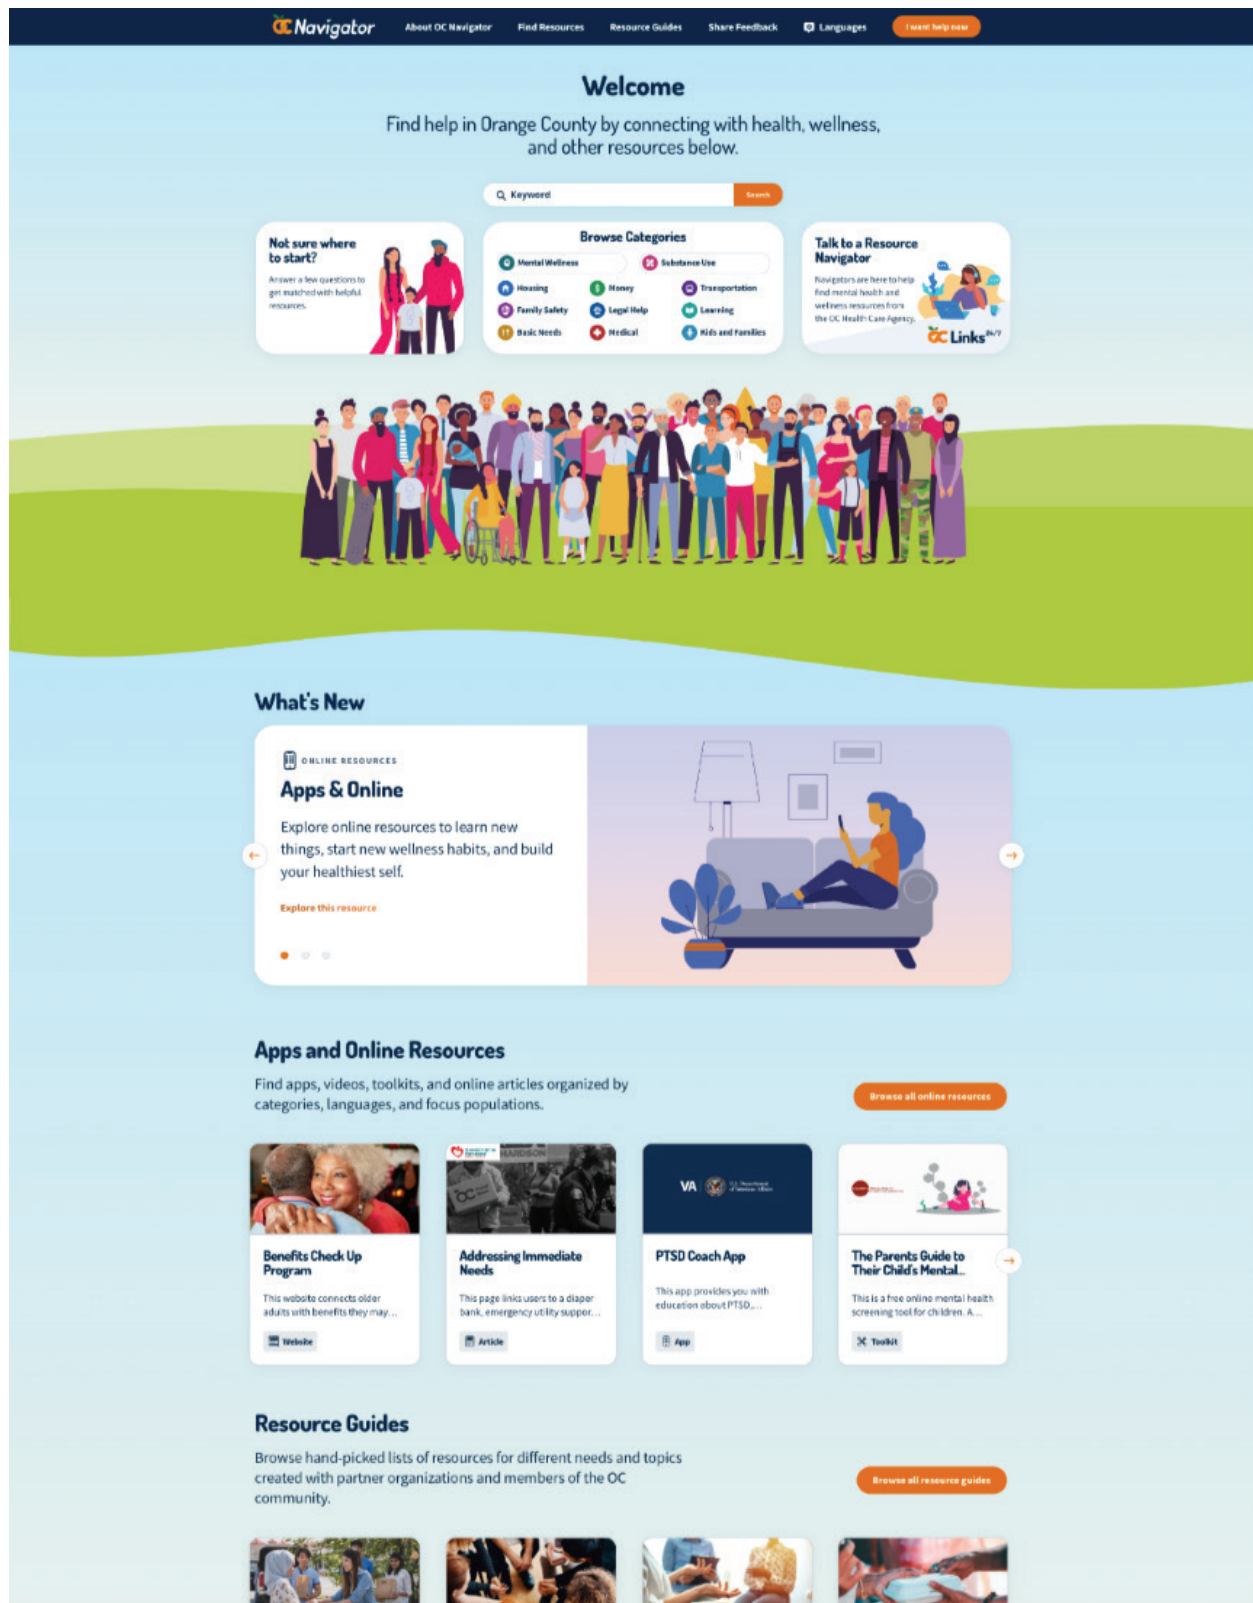 OC Navigator
About OC Navigator
Find Resources
Resource Guides
Share Feedback
Languages
I want help now
Welcome
Find help in Orange County by connecting with health, wellness,
and other resources below.
Keyword
Search
Not sure where
to start?
Answer a few questions to
get matched with helpful
resources.
Browse Categories
Mental Wellness
Substance Use
Housing
Money
Transportation
Family Safety
Legal Help
Learning
Basic Needs
Medical
Kids and Families
Talk to a Resource
Navigator
Navigators are here to help
find mental health and
wellness resources from
the OC Health Care Agency.
OC Links 24/7
What's New
ONLINE RESOURCES
Apps & Online
Explore online resources to learn new
things, start new wellness habits, and build
your healthiest self.
Explore this resource
Apps and Online Resources
Find apps, videos, toolkits, and online articles organized by
categories, languages, and focus populations.
Browse all online resources
Benefits Check Up
Program
This website connects older
adults with benefits they may...
Website
HARDISON
OC
Addressing Immediate
Needs
This page links users to a diaper
bank, emergency utility suppor...
Article
VA
U.S. Department
of Veterans Affairs
PTSD Coach App
This app provides you with
education about PTSD,...
App
The Parents Guide to
Their Child's Mental...
This is a free online mental health
screening tool for children. A...
Toolkit
Resource Guides
Browse hand-picked lists of resources for different needs and topics
created with partner organizations and members of the OC
community.
Browse all resource guides